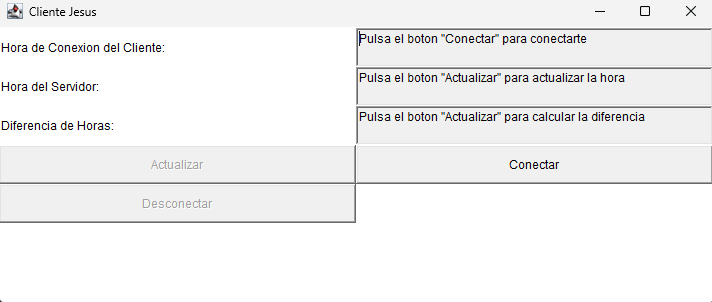 Cliente Jesus
Hora de Conexion del Cliente:
Pulsa el boton "Conectar" para conectarte
Hora del Servidor:
Pulsa el boton "Actualizar" para actualizar la hora
Diferencia de Horas:
Pulsa el boton "Actualizar" para calcular la diferencia
Actualizar
Conectar
Desconectar